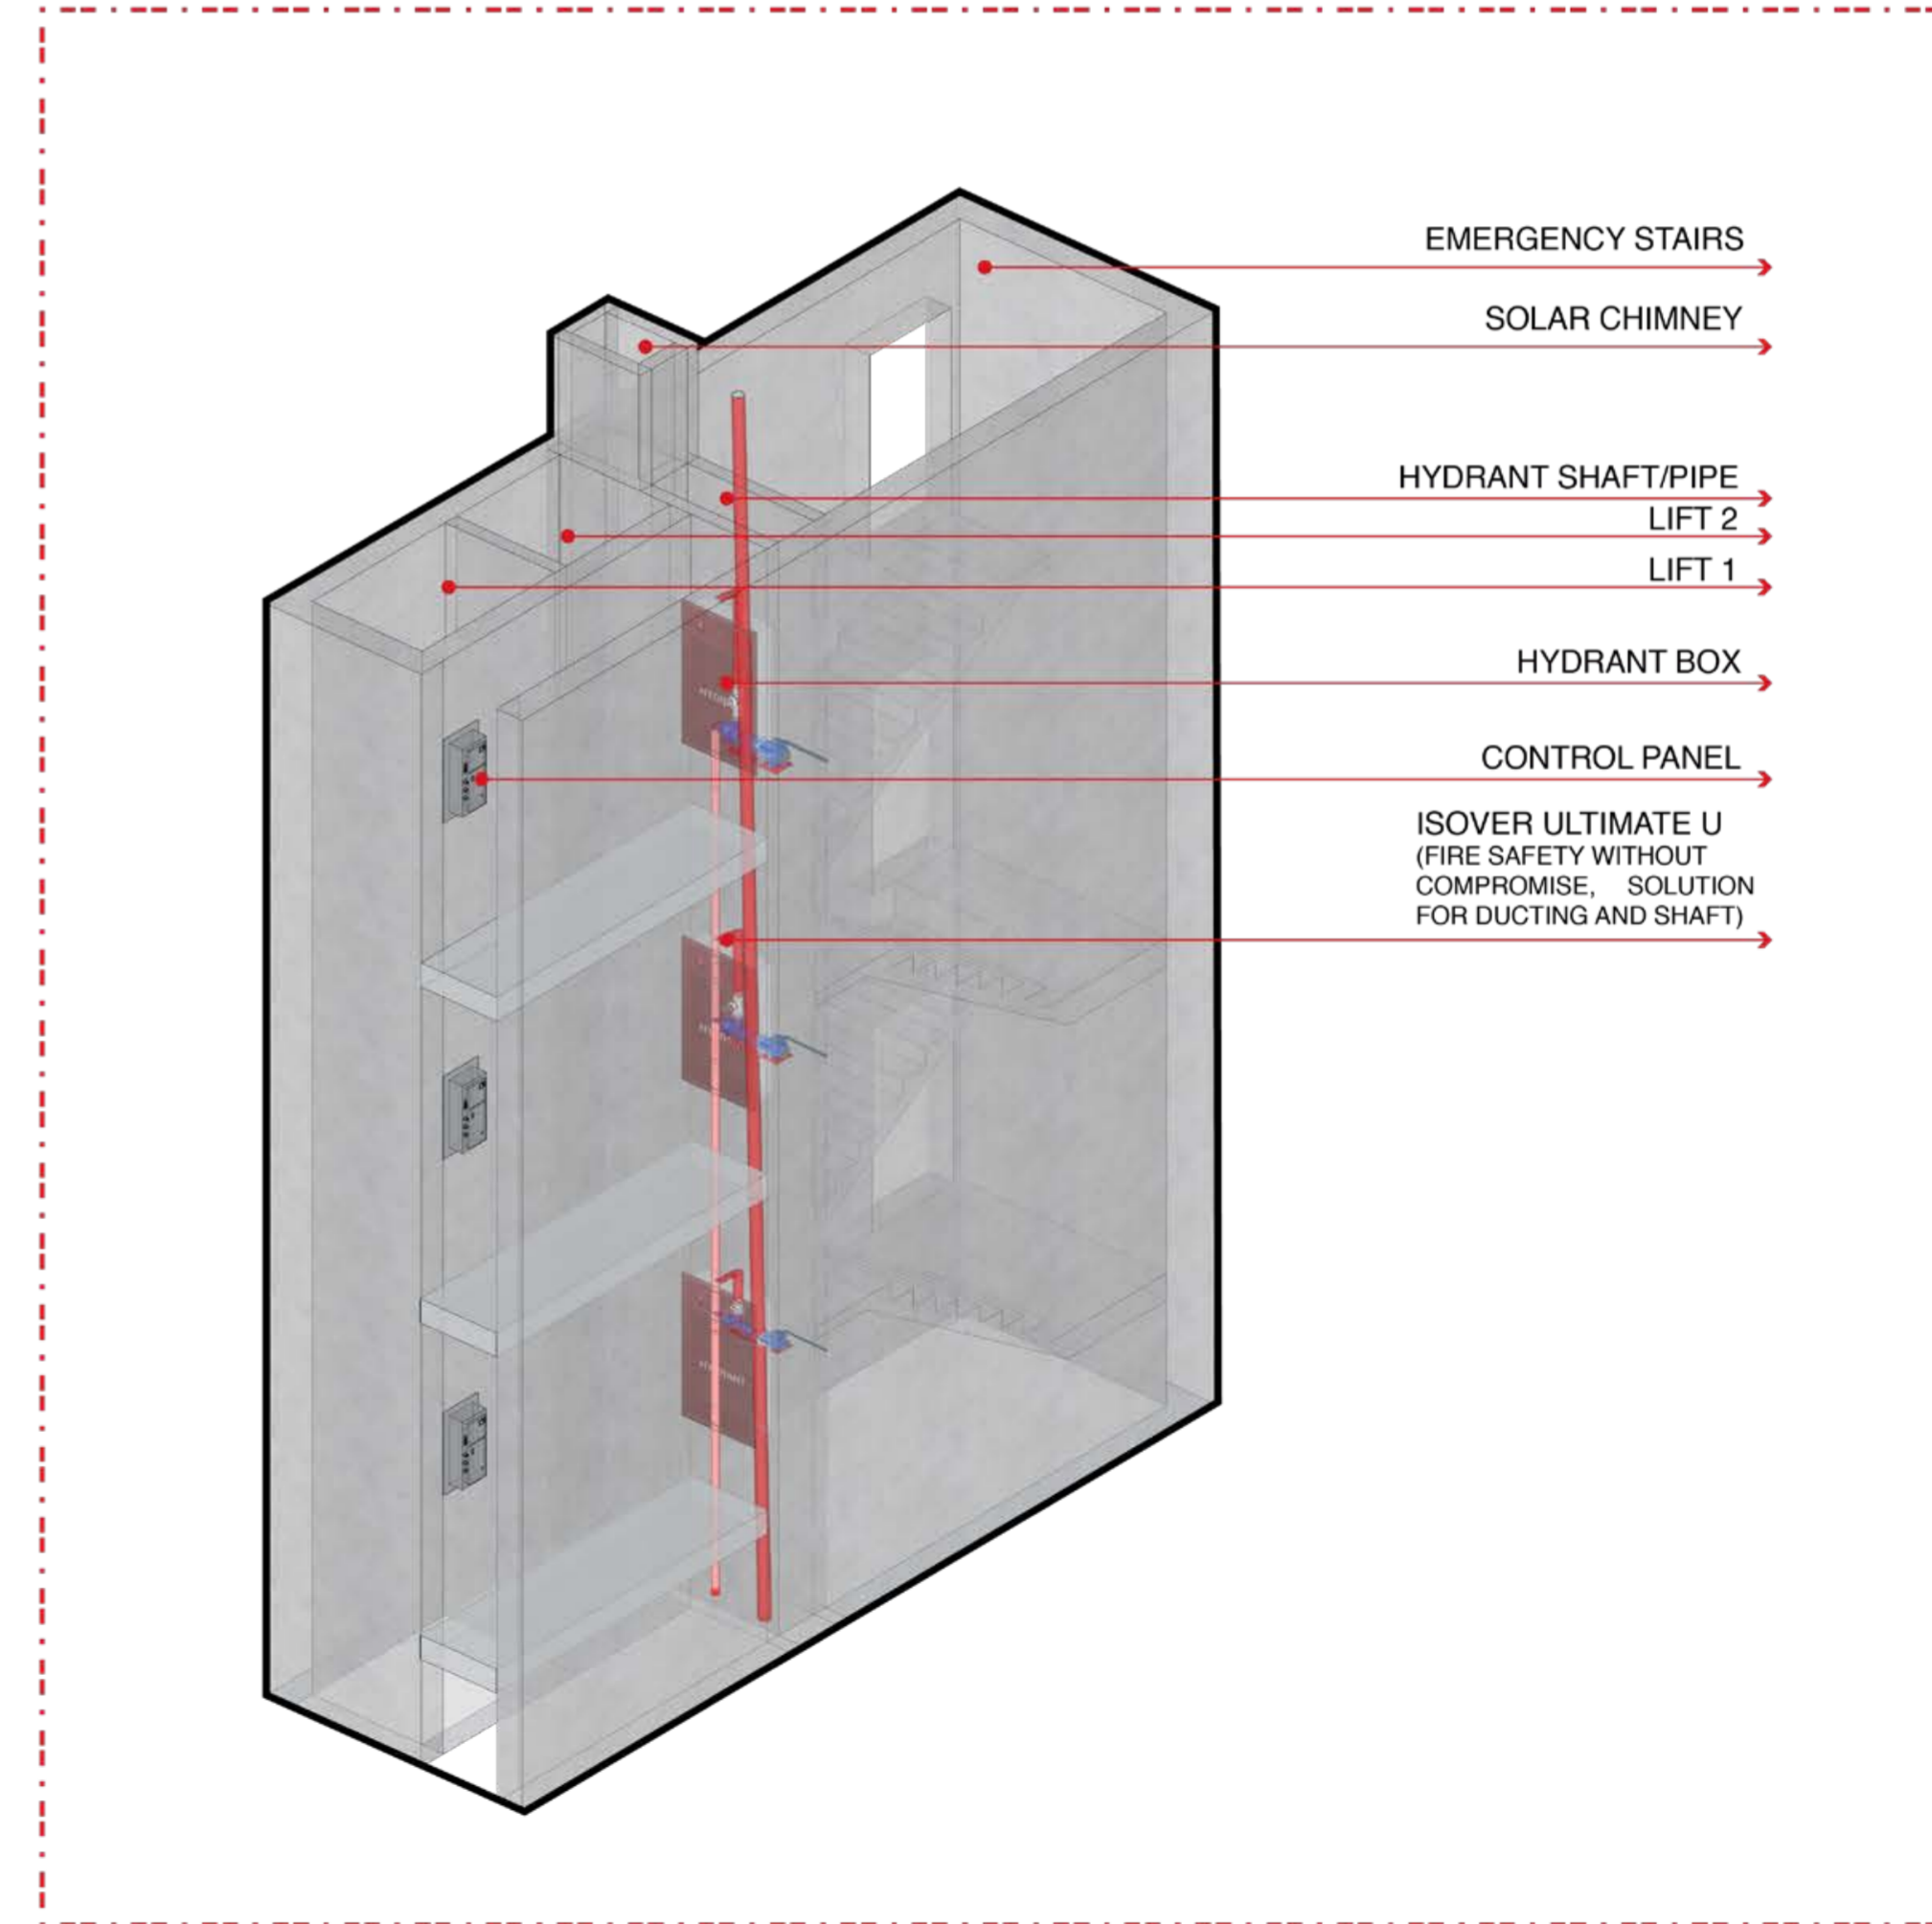 EMERGENCY STAIRS
SOLAR CHIMNEY
HYDRANT SHAFT/PIPE
LIFT 2
LIFT 1
HYDRANT BOX
CONTROL PANEL
ISOVER ULTIMATE U
(FIRE SAFETY WITHOUT
COMPROMISE, SOLUTION
FOR DUCTING AND SHAFT)